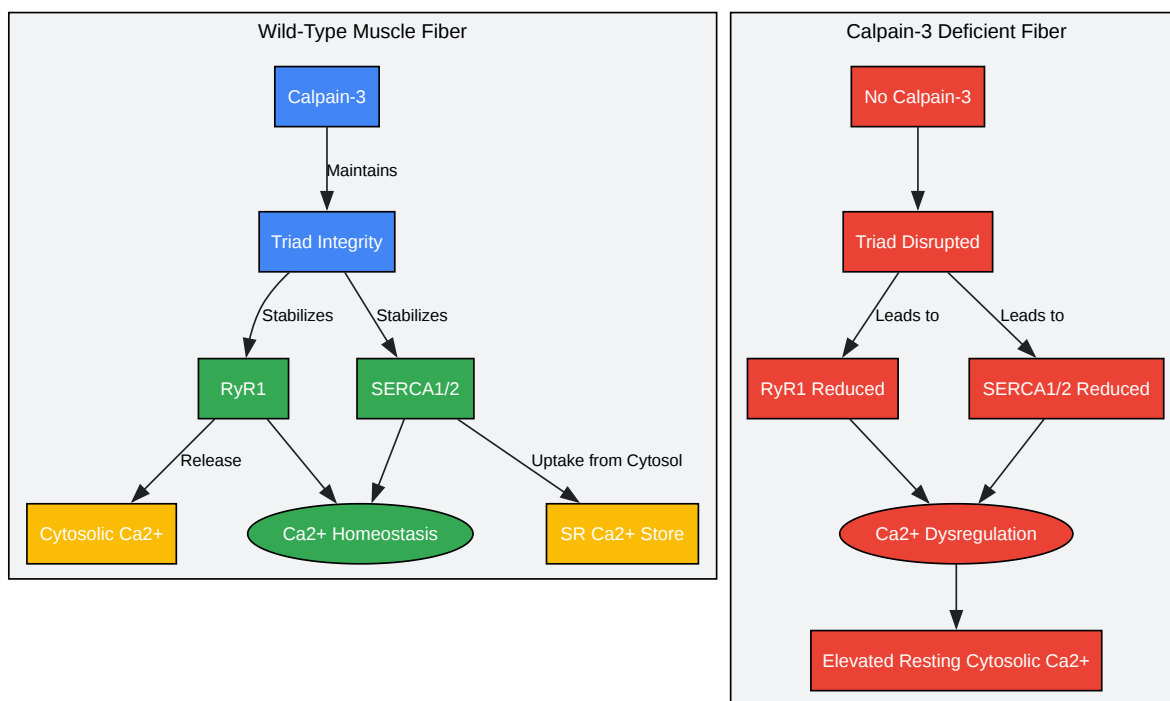 Wild-Type Muscle Fiber
Calpain-3
Maintains
Triad Integrity
Stabilizes
Stabilizes
RyR1
SERCA1/2
Release
Uptake from Cytosol
Cytosolic Ca2+
Ca2+ Homeostasis
SR Ca2+ Store
Calpain-3 Deficient Fiber
No Calpain-3
Triad Disrupted
Leads to
Leads to
RyR1 Reduced
SERCA1/2 Reduced
Ca2+ Dysregulation
Elevated Resting Cytosolic Ca2+